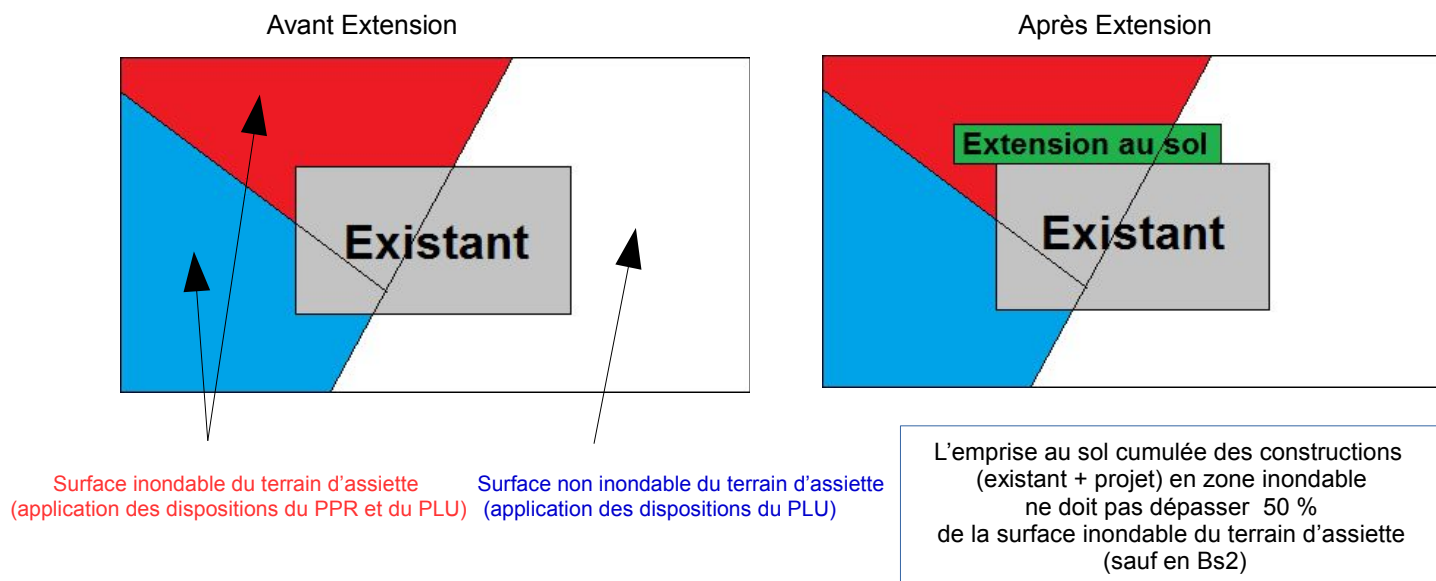 Avant Extension
Après Extension
Existant
Extension au sol
Existant
Surface inondable du terrain d'assiette
(application des dispositions du PPR et du PLU)
Surface non inondable du terrain d'assiette
(application des dispositions du PLU)
L'emprise au sol cumulée des constructions
(existant + projet) en zone inondable
ne doit pas dépasser 50 %
de la surface inondable du terrain d'assiette
(sauf en Bs2)